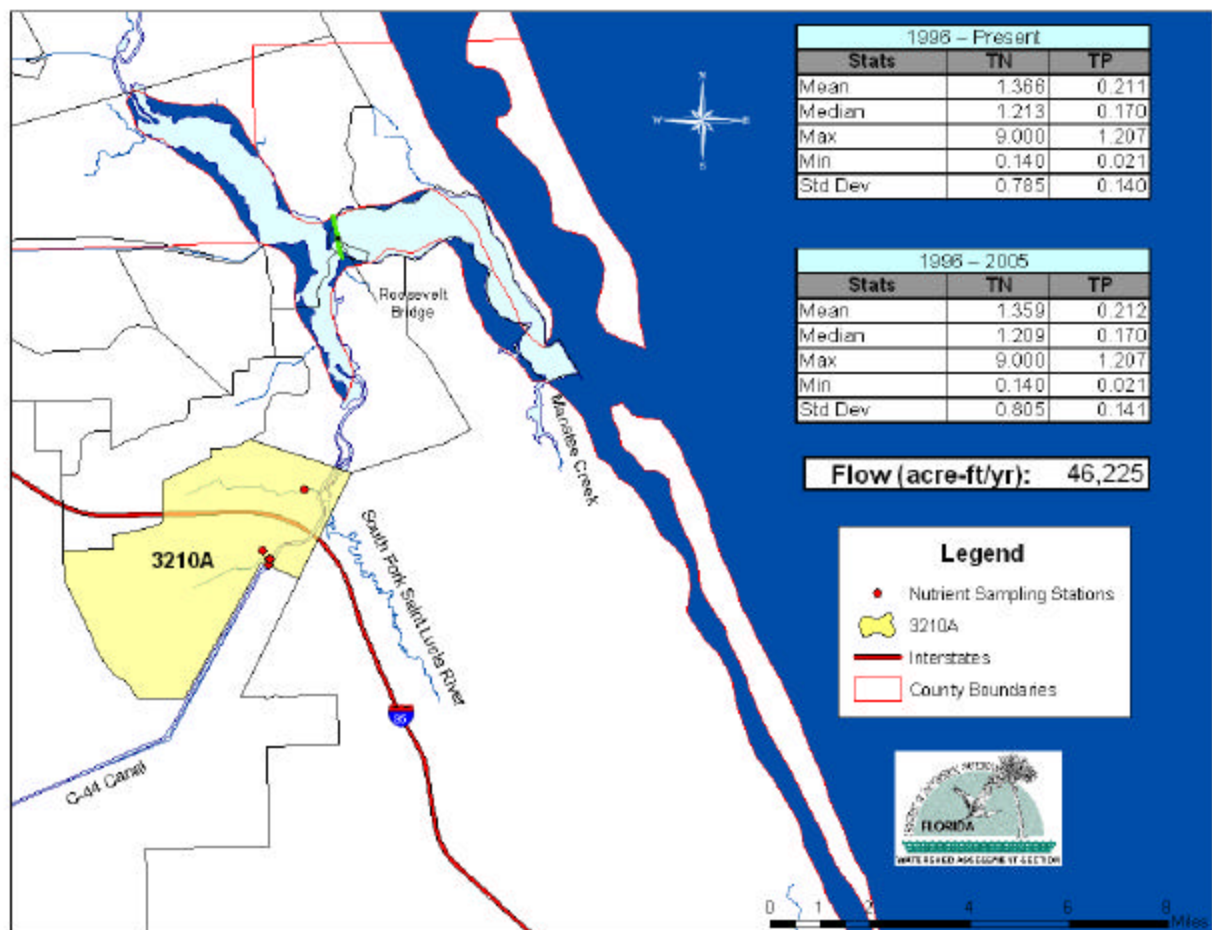 1996 – Present
Stats TN TP
Mean 1.366 0.211
Median 1.213 0.170
Max 9.000 1.207
Min 0.140 0.021
Std Dev 0.785 0.140
N
W E
S
1996 – 2005
Stats TN TP
Mean 1.359 0.212
Median 1.209 0.170
Max 9.000 1.207
Min 0.140 0.021
Std Dev 0.805 0.141
Roosevelt
Bridge
Manatee Creek
Flow (acre-ft/yr): 46,225
3210A
South Fork Saint Lucie River
95
C-44 Canal
Legend
Nutrient Sampling Stations
3210A
Interstates
County Boundaries
FLORIDA
WATERSHED ASSESSMENT SECTION
0 1 2 4 6 8
Miles